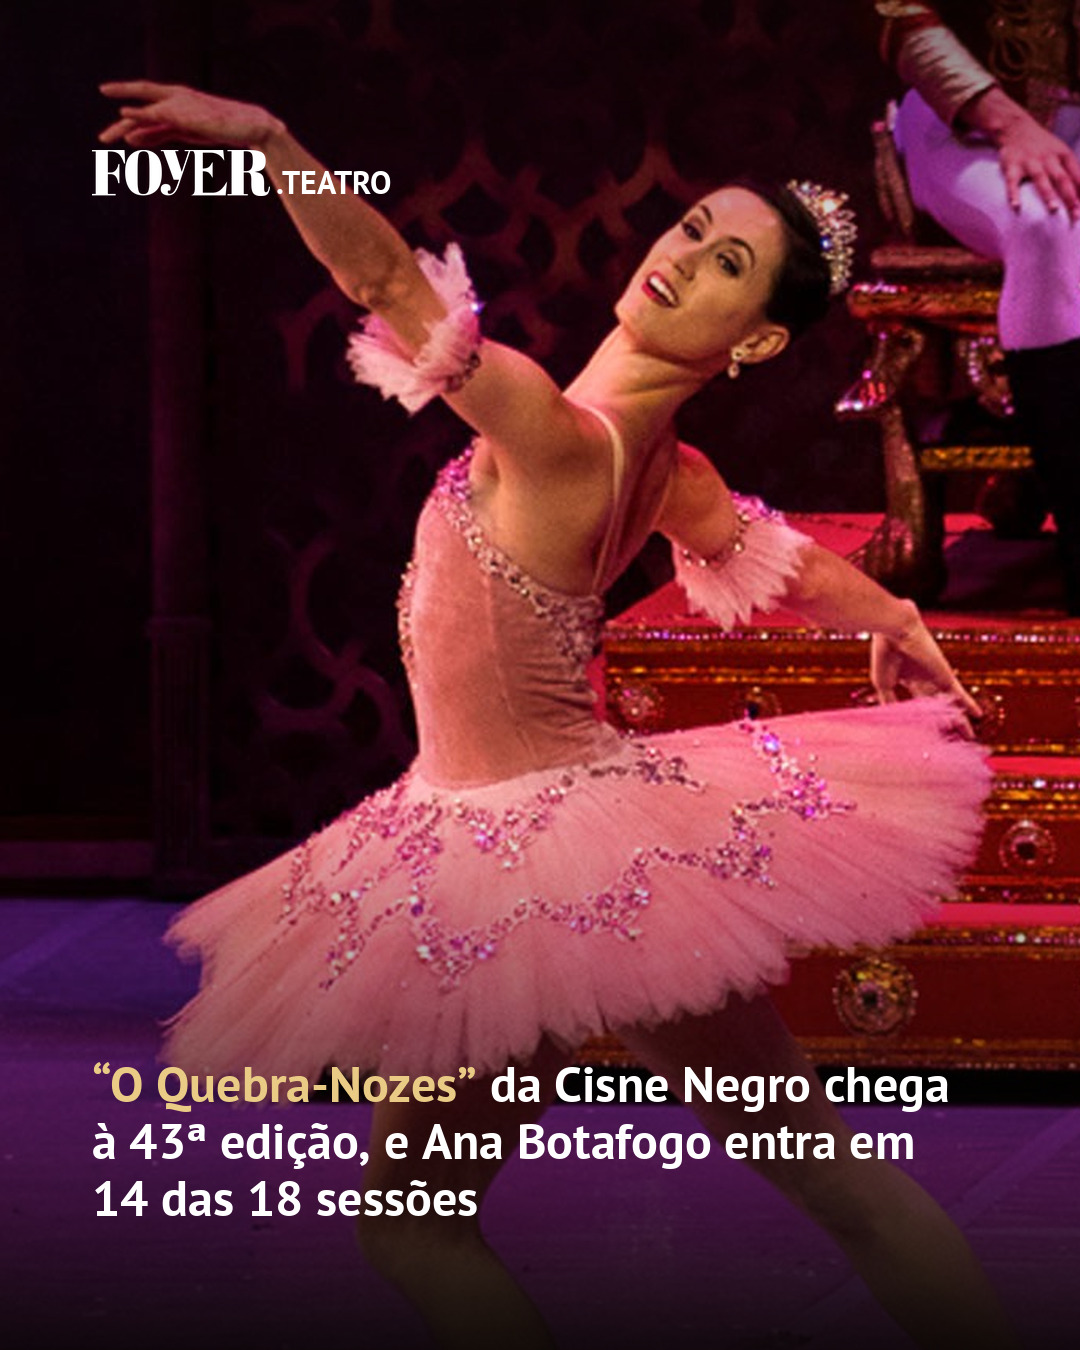 FOYER.TEATRO
“O Quebra-Nozes” da Cisne Negro chega
à 43ª edição, e Ana Botafogo entra em
14 das 18 sessões